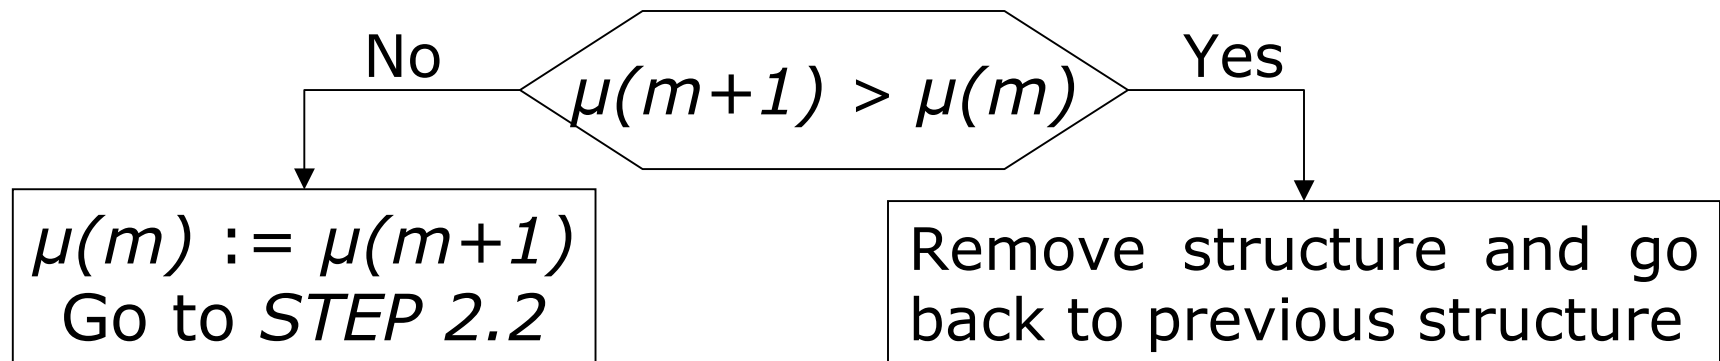 No
Yes
μ(m+1) > μ(m)
μ(m) := μ(m+1)
Go to STEP 2.2
Remove structure and go
back to previous structure